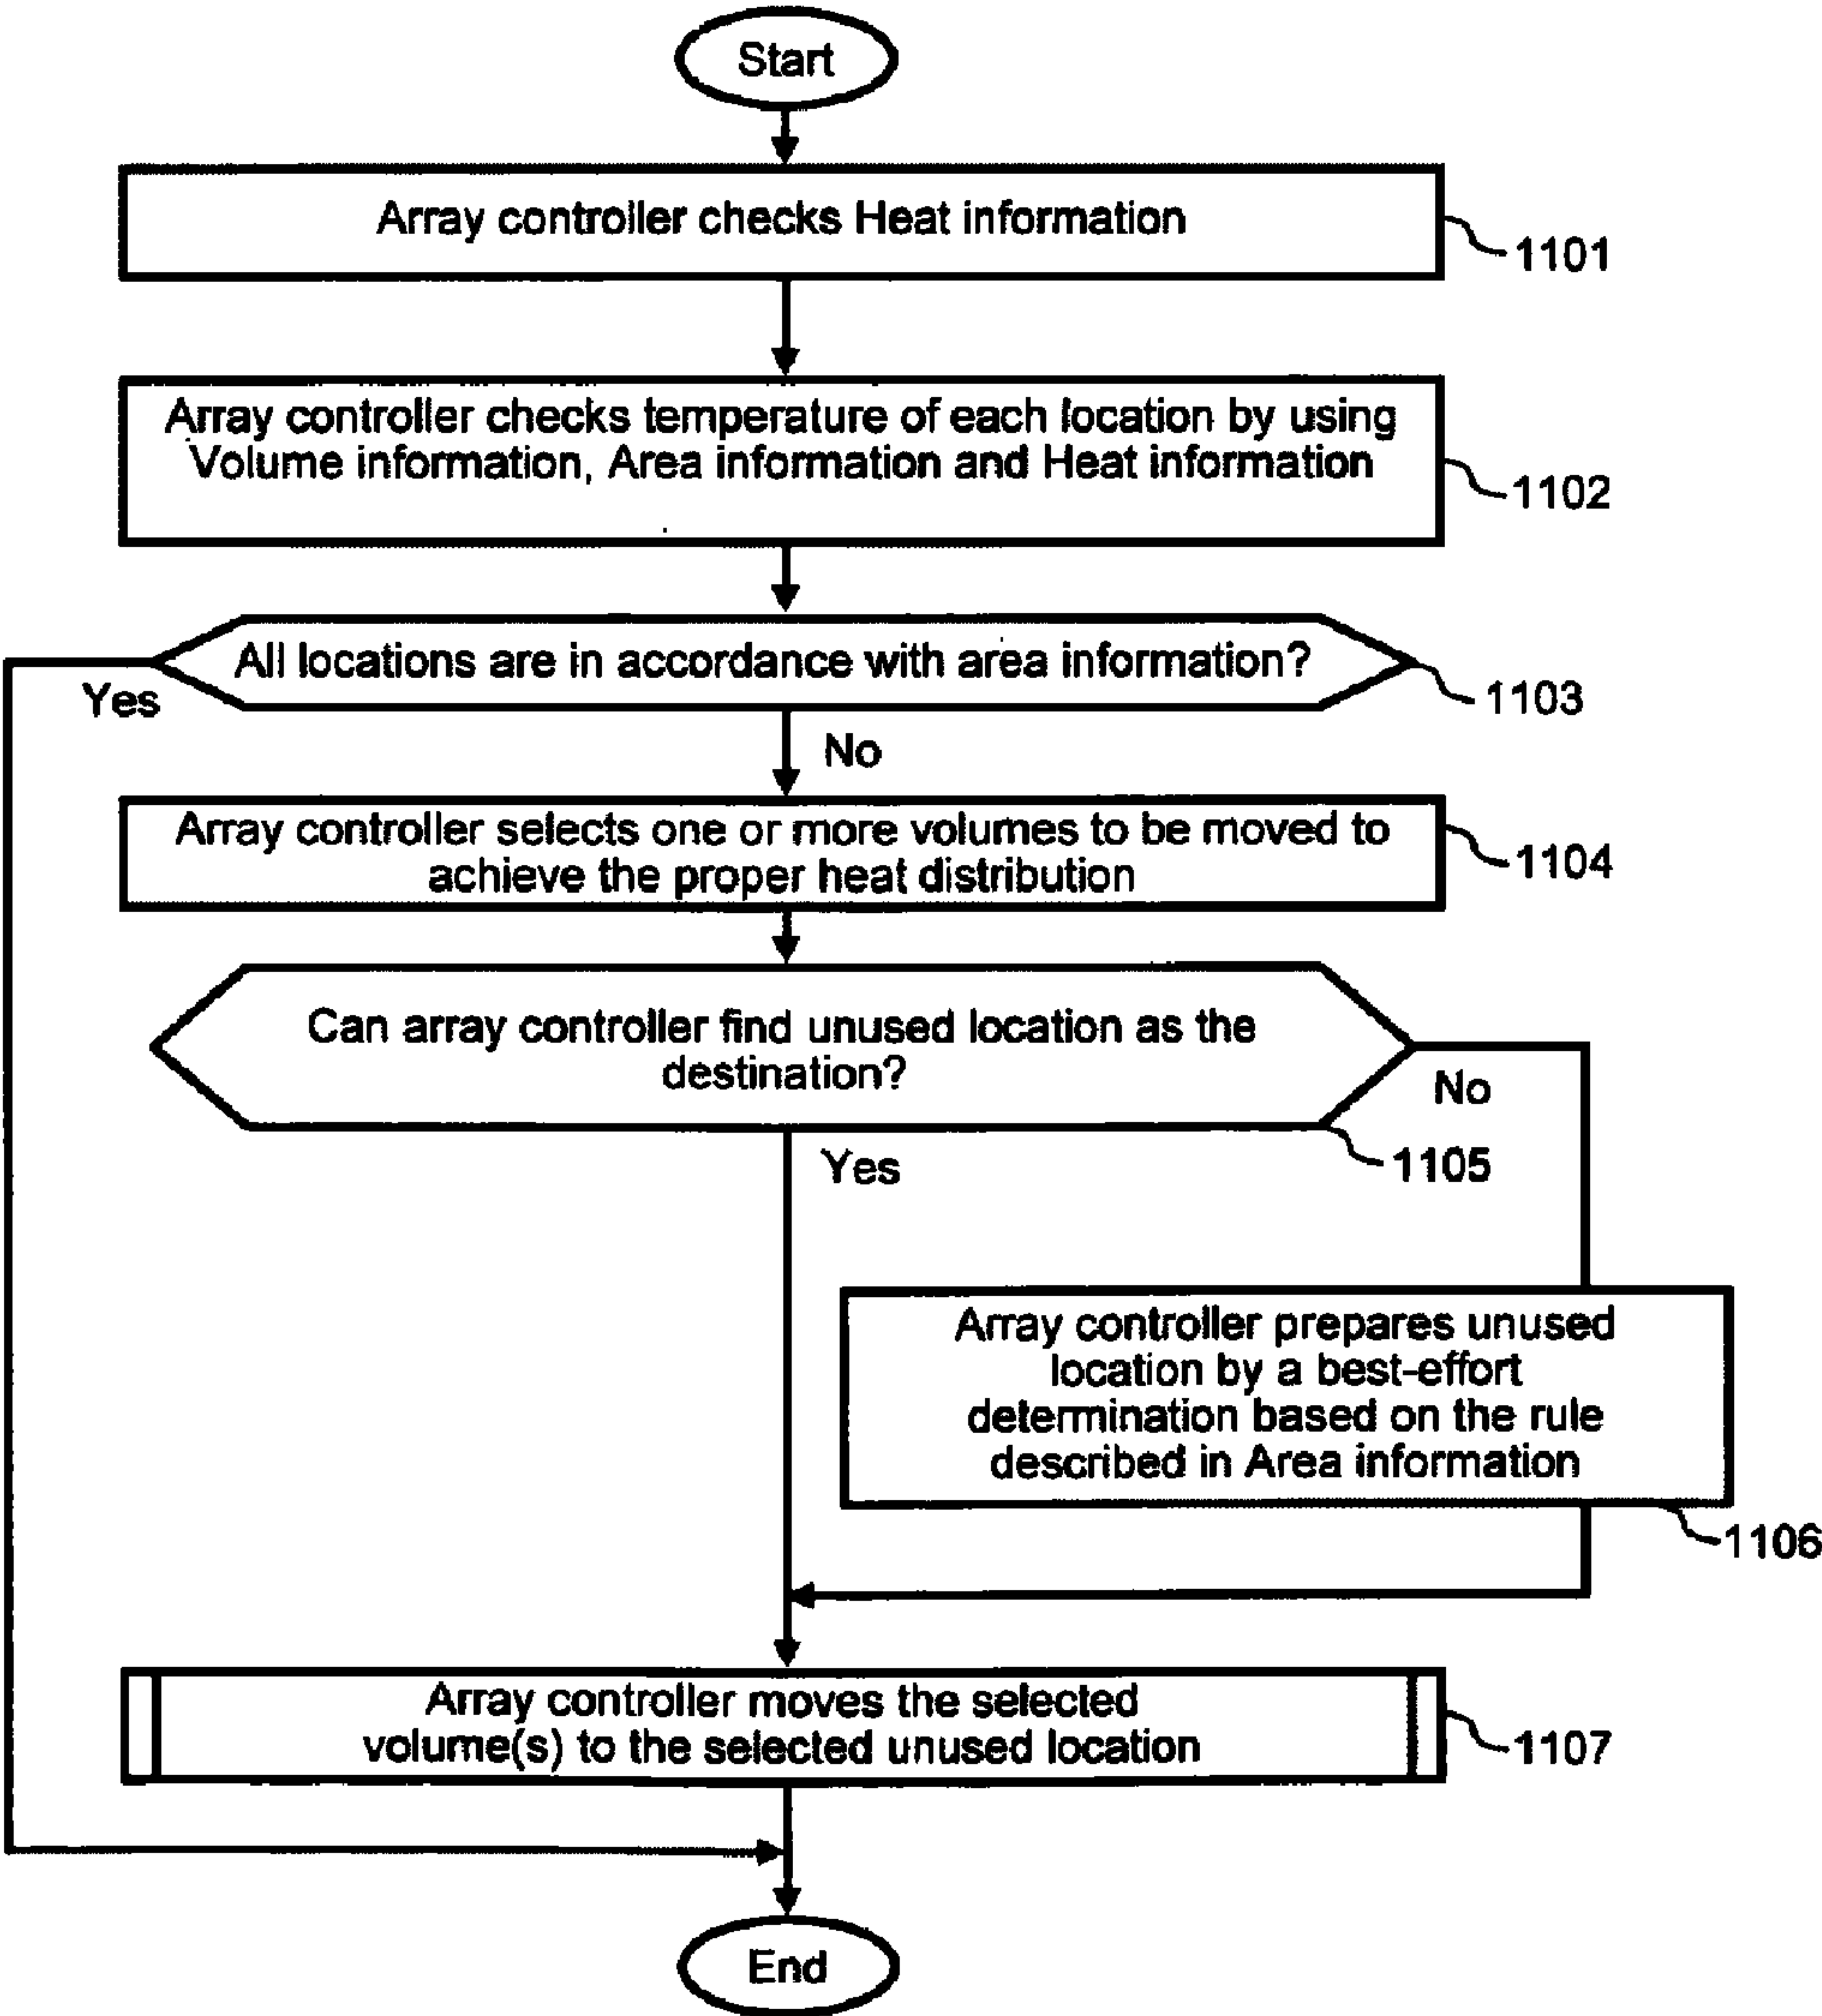 Start
Array controller checks Heat information
1101
Array controller checks temperature of each location by using
Volume information, Area information and Heat information
1102
All locations are in accordance with area information?
1103
Yes
No
Array controller selects one or more volumes to be moved to
achieve the proper heat distribution
1104
Can array controller find unused location as the
destination?
No
1105
Yes
Array controller prepares unused
location by a best-effort
determination based on the rule
described in Area information
1106
Array controller moves the selected
volume(s) to the selected unused location
1107
End